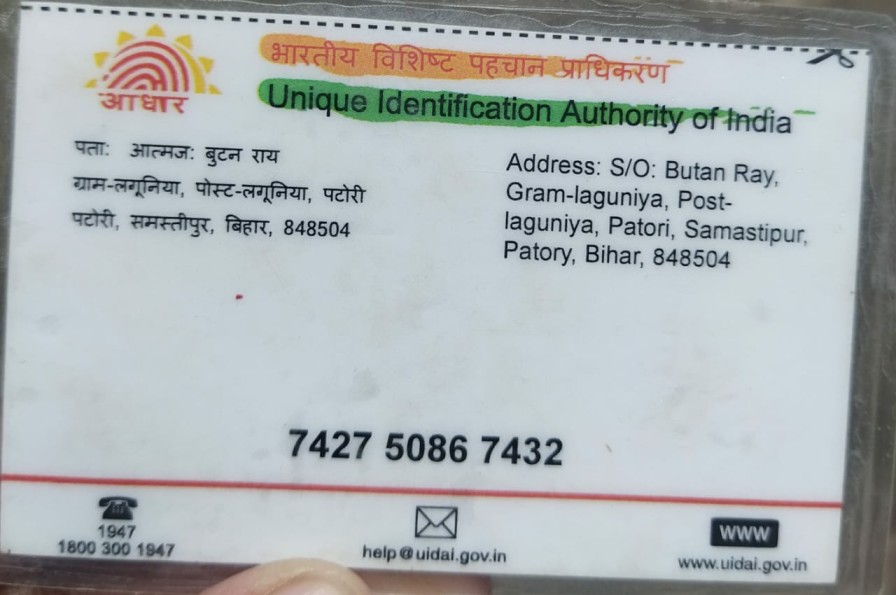 आधार
भारतीय विशिष्ट पहचान प्राधिकरण
Unique Identification Authority of India
पताः आत्मजः बुटन राय
ग्राम-लगूनिया, पोस्ट-लगूनिया, पटोरी
पटोरी, समस्तीपुर, बिहार, 848504
Address: S/O: Butan Ray,
Gram-laguniya, Post-
laguniya, Patori, Samastipur,
Patory, Bihar, 848504
7427 5086 7432
1947
1800 300 1947
help@uidai.gov.in
WWW
www.uidai.gov.in